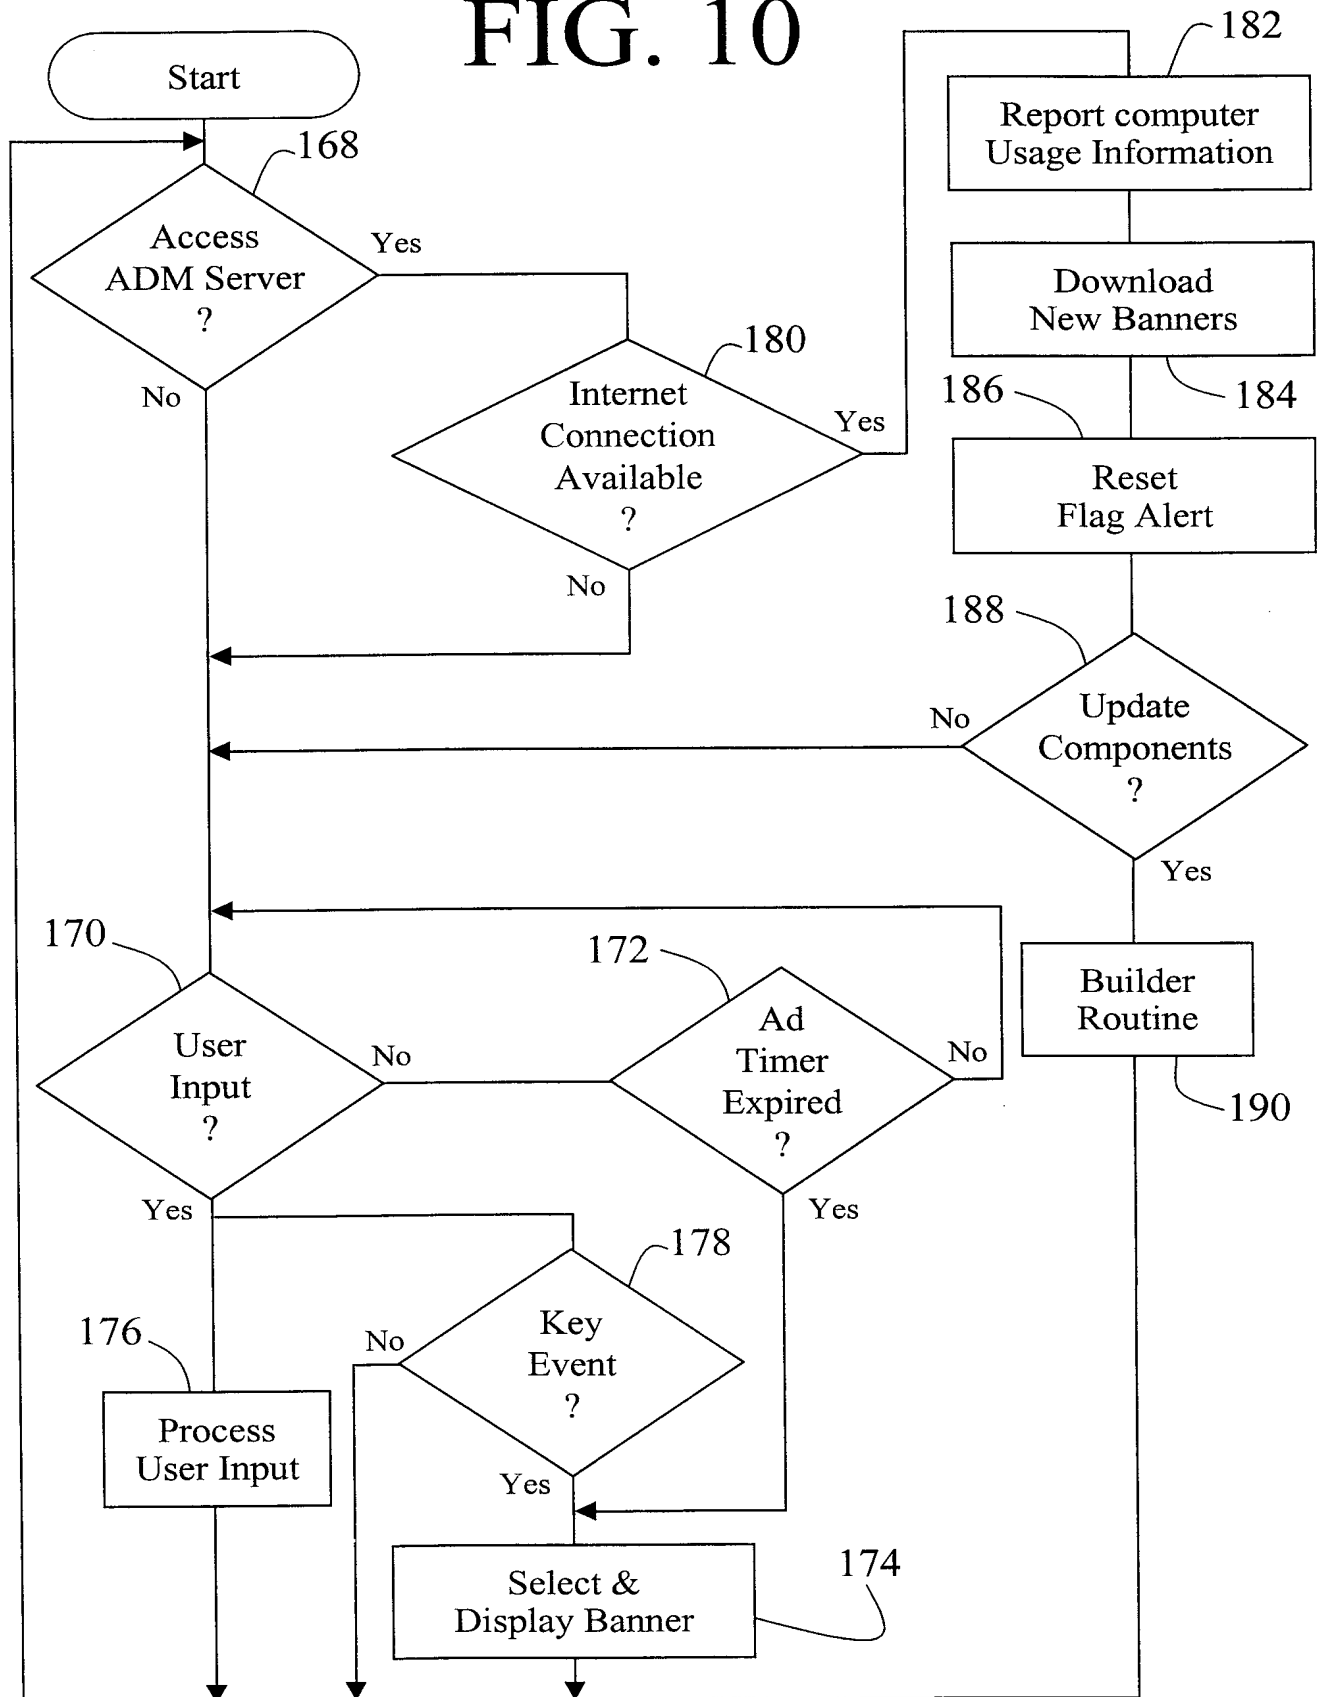 FIG. 10
Start
168
Access
ADM Server
?
Yes
No
180
Internet
Connection
Available
?
Yes
No
182
Report computer
Usage Information
Download
New Banners
184
186
Reset
Flag Alert
188
Update
Components
?
No
Yes
Builder
Routine
190
170
User
Input
?
No
Yes
172
Ad
Timer
Expired
?
No
Yes
178
Key
Event
?
No
Yes
176
Process
User Input
Select &
Display Banner
174